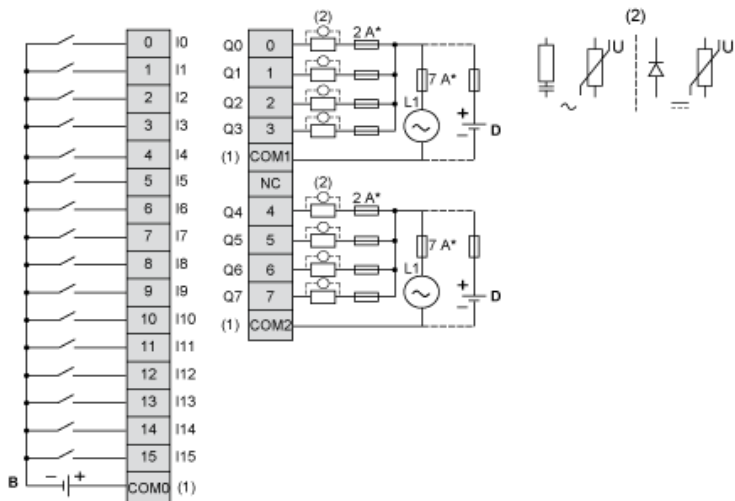 (2)
0 I0
1 I1
2 I2
3 I3
4 I4
5 I5
6 I6
7 I7
8 I8
9 I9
10 I10
11 I11
12 I12
13 I13
14 I14
15 I15
B − + COM0 (1)
(2) 2 A*
Q0 0
Q1 1
Q2 2
Q3 3
(1) COM1
7 A*
L1
+
− D
NC
(2) 2 A*
Q4 4
Q5 5
Q6 6
Q7 7
(1) COM2
7 A*
L1
+
− D
U
U